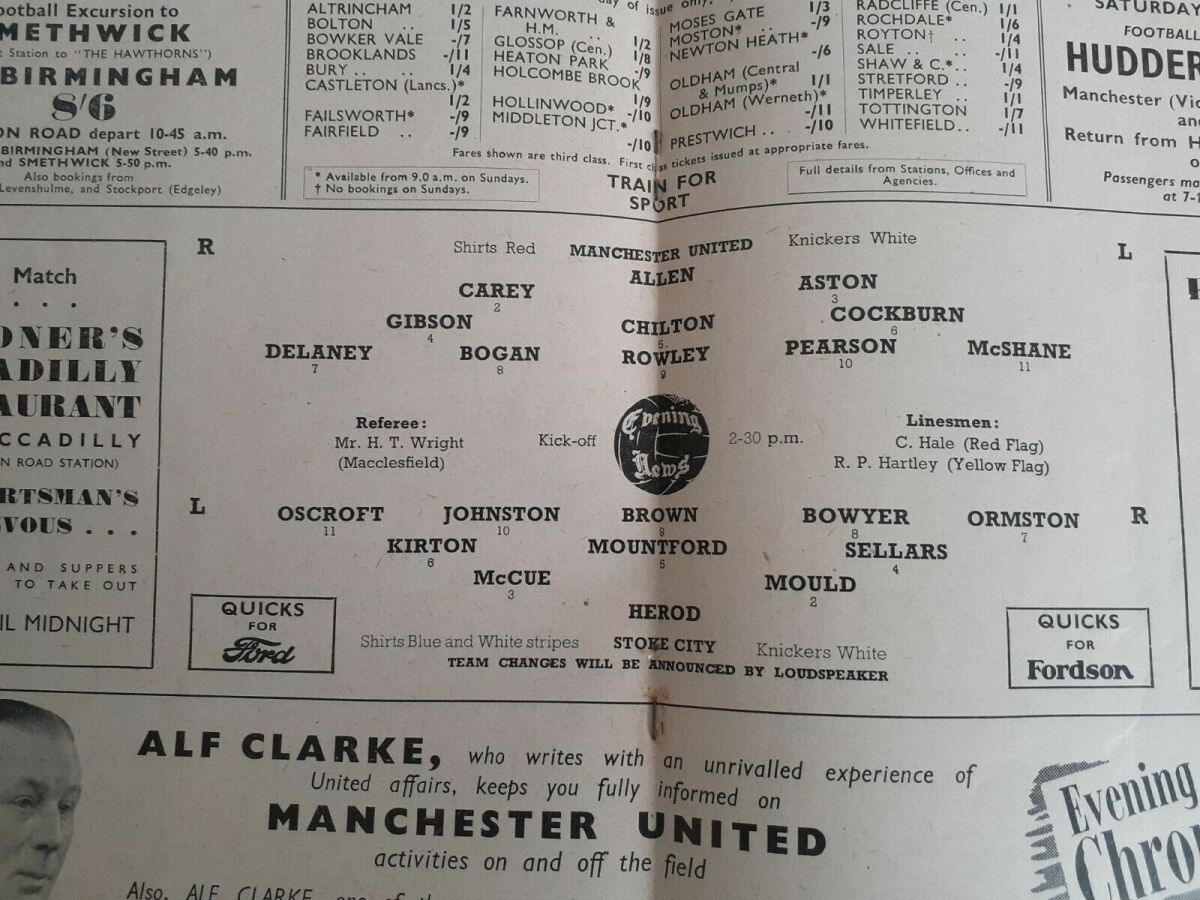 ootball Excursion to
METHWICK
Station to "THE HAWTHORNS")
BIRMINGHAM
8'6
ON ROAD depart 10-45 a.m.
BIRMINGHAM (New Street) 5-40 p.m.
nd SMETHWICK 5-50 p.m.
Also bookings from
Levenshulme, and Stockport (Edgeley)
ALTRINCHAM 1/2
BOLTON 1/5
BOWKER VALE -/7
BROOKLANDS -/11
BURY .. .. 1/4
CASTLETON (Lancs.)*
1/2
FAILSWORTH* -/9
FAIRFIELD .. -/9
FARNWORTH &
H.M. ..
GLOSSOP (Cen.) 1/2
HEATON PARK 1/8
HOLCOMBE BROOK -/9
HOLLINWOOD* 1/9
MIDDLETON JCT.* -/10
-/10
day of issue only,
MOSES GATE 1/3
MOSTON* .. -/9
NEWTON HEATH*
-/6
OLDHAM (Central
& Mumps)* 1/1
OLDHAM (Werneth)*
-/11
PRESTWICH .. -/10
RADCLIFFE (Cen.) 1/1
ROCHDALE* 1/6
ROYTON† .. 1/4
SALE .. .. -/11
SHAW & C.* .. 1/4
STRETFORD .. -/9
TIMPERLEY .. 1/1
TOTTINGTON 1/7
WHITEFIELD .. -/11
Fares shown are third class. First class tickets issued at appropriate fares.
* Available from 9.0 a.m. on Sundays.
† No bookings on Sundays.
TRAIN FOR
SPORT
Full details from Stations, Offices and
Agencies.
SATURDAY
FOOTBALL
HUDDER
Manchester (Vic
and
Return from H
Passengers ma
at 7-1
Match
. . .
ONER'S
ADILLY
AURANT
CCADILLY
N ROAD STATION)
RTSMAN'S
VOUS . . .
AND SUPPERS
TO TAKE OUT
IL MIDNIGHT
R
Shirts Red MANCHESTER UNITED Knickers White
L
ALLEN
CAREY
2
ASTON
3
GIBSON
4
CHILTON
5
COCKBURN
6
DELANEY
7
BOGAN
8
ROWLEY
9
PEARSON
10
McSHANE
11
Referee:
Mr. H. T. Wright
(Macclesfield)
Kick-off
Evening
News
2-30 p.m.
Linesmen:
C. Hale (Red Flag)
R. P. Hartley (Yellow Flag)
L
OSCROFT
11
JOHNSTON
10
BROWN
9
BOWYER
8
ORMSTON
7
R
KIRTON
6
MOUNTFORD
5
SELLARS
4
McCUE
3
MOULD
2
HEROD
Shirts Blue and White stripes STOKE CITY Knickers White
TEAM CHANGES WILL BE ANNOUNCED BY LOUDSPEAKER
QUICKS
FOR
Ford
QUICKS
FOR
Fordson
ALF CLARKE, who writes with an unrivalled experience of
United affairs, keeps you fully informed on
MANCHESTER UNITED
activities on and off the field
Also, ALF CLARKE, one of the
Evening
Chro